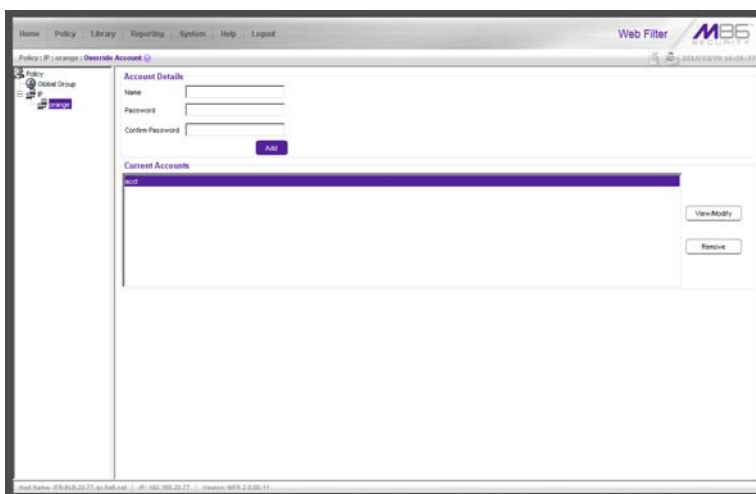 Home Policy Library Reporting System Help Logout
Web Filter
M86 SECURITY
Policy : IP : orange : Override Account
Policy
Global Group
IP
orange
Account Details
Name
Password
Confirm Password
Add
Current Accounts
acct
View/Modify
Remove